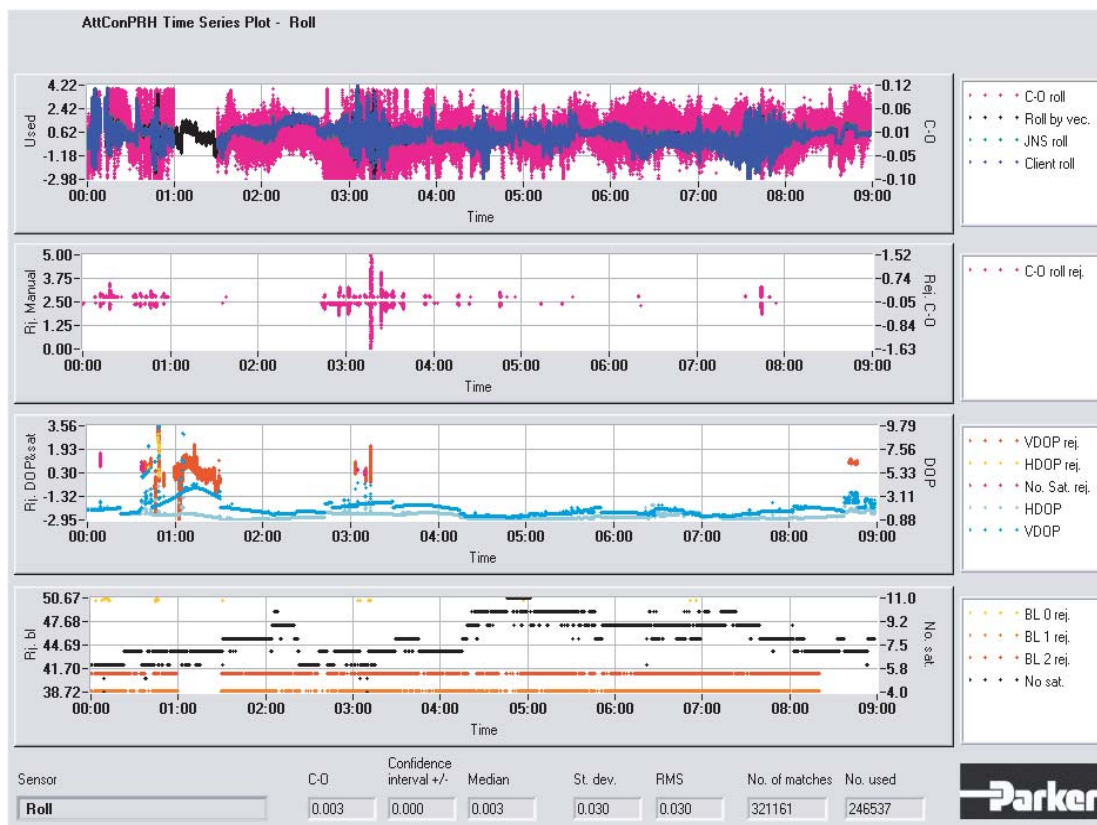 AttConPRH Time Series Plot - Roll
4.22 2.42 0.62 -1.18 -2.98
Used
-0.12 -0.06 -0.01 -0.05 -0.10
C-O
00:00 01:00 02:00 03:00 04:00 05:00 06:00 07:00 08:00 09:00
Time
C-O roll
Roll by vec.
JNS roll
Client roll
5.00 3.75 2.50 1.25 0.00
Rj. Manual
-1.52 -0.74 -0.05 -0.84 -1.63
Rej. C-O
00:00 01:00 02:00 03:00 04:00 05:00 06:00 07:00 08:00 09:00
Time
C-O roll rej.
3.56 1.93 0.30 -1.32 -2.95
Rj. DOP&sat
-9.79 -7.56 -5.33 -3.11 -0.88
DOP
00:00 01:00 02:00 03:00 04:00 05:00 06:00 07:00 08:00 09:00
Time
VDOP rej.
HDOP rej.
No. Sat. rej.
HDOP
VDOP
50.67 47.68 44.69 41.70 38.72
Rj. bl
-11.0 -9.2 -7.5 -5.8 -4.0
No. sat.
00:00 01:00 02:00 03:00 04:00 05:00 06:00 07:00 08:00 09:00
Time
BL 0 rej.
BL 1 rej.
BL 2 rej.
No sat.
Sensor C-O Confidence interval +/- Median St. dev. RMS No. of matches No. used
Roll 0.003 0.000 0.003 0.030 0.030 321161 246537
Parker